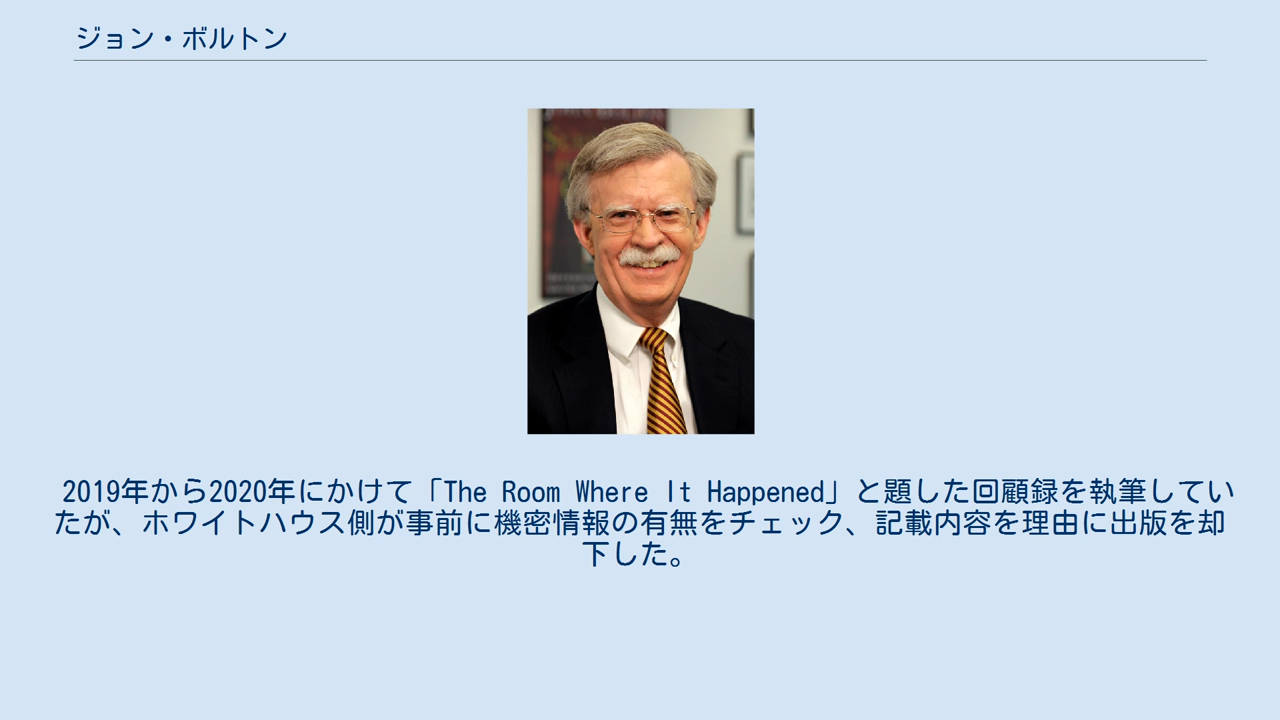 ジョン・ボルトン
2019年から2020年にかけて「The Room Where It Happened」と題した回顧録を執筆してい
たが、ホワイトハウス側が事前に機密情報の有無をチェック、記載内容を理由に出版を却
下した。